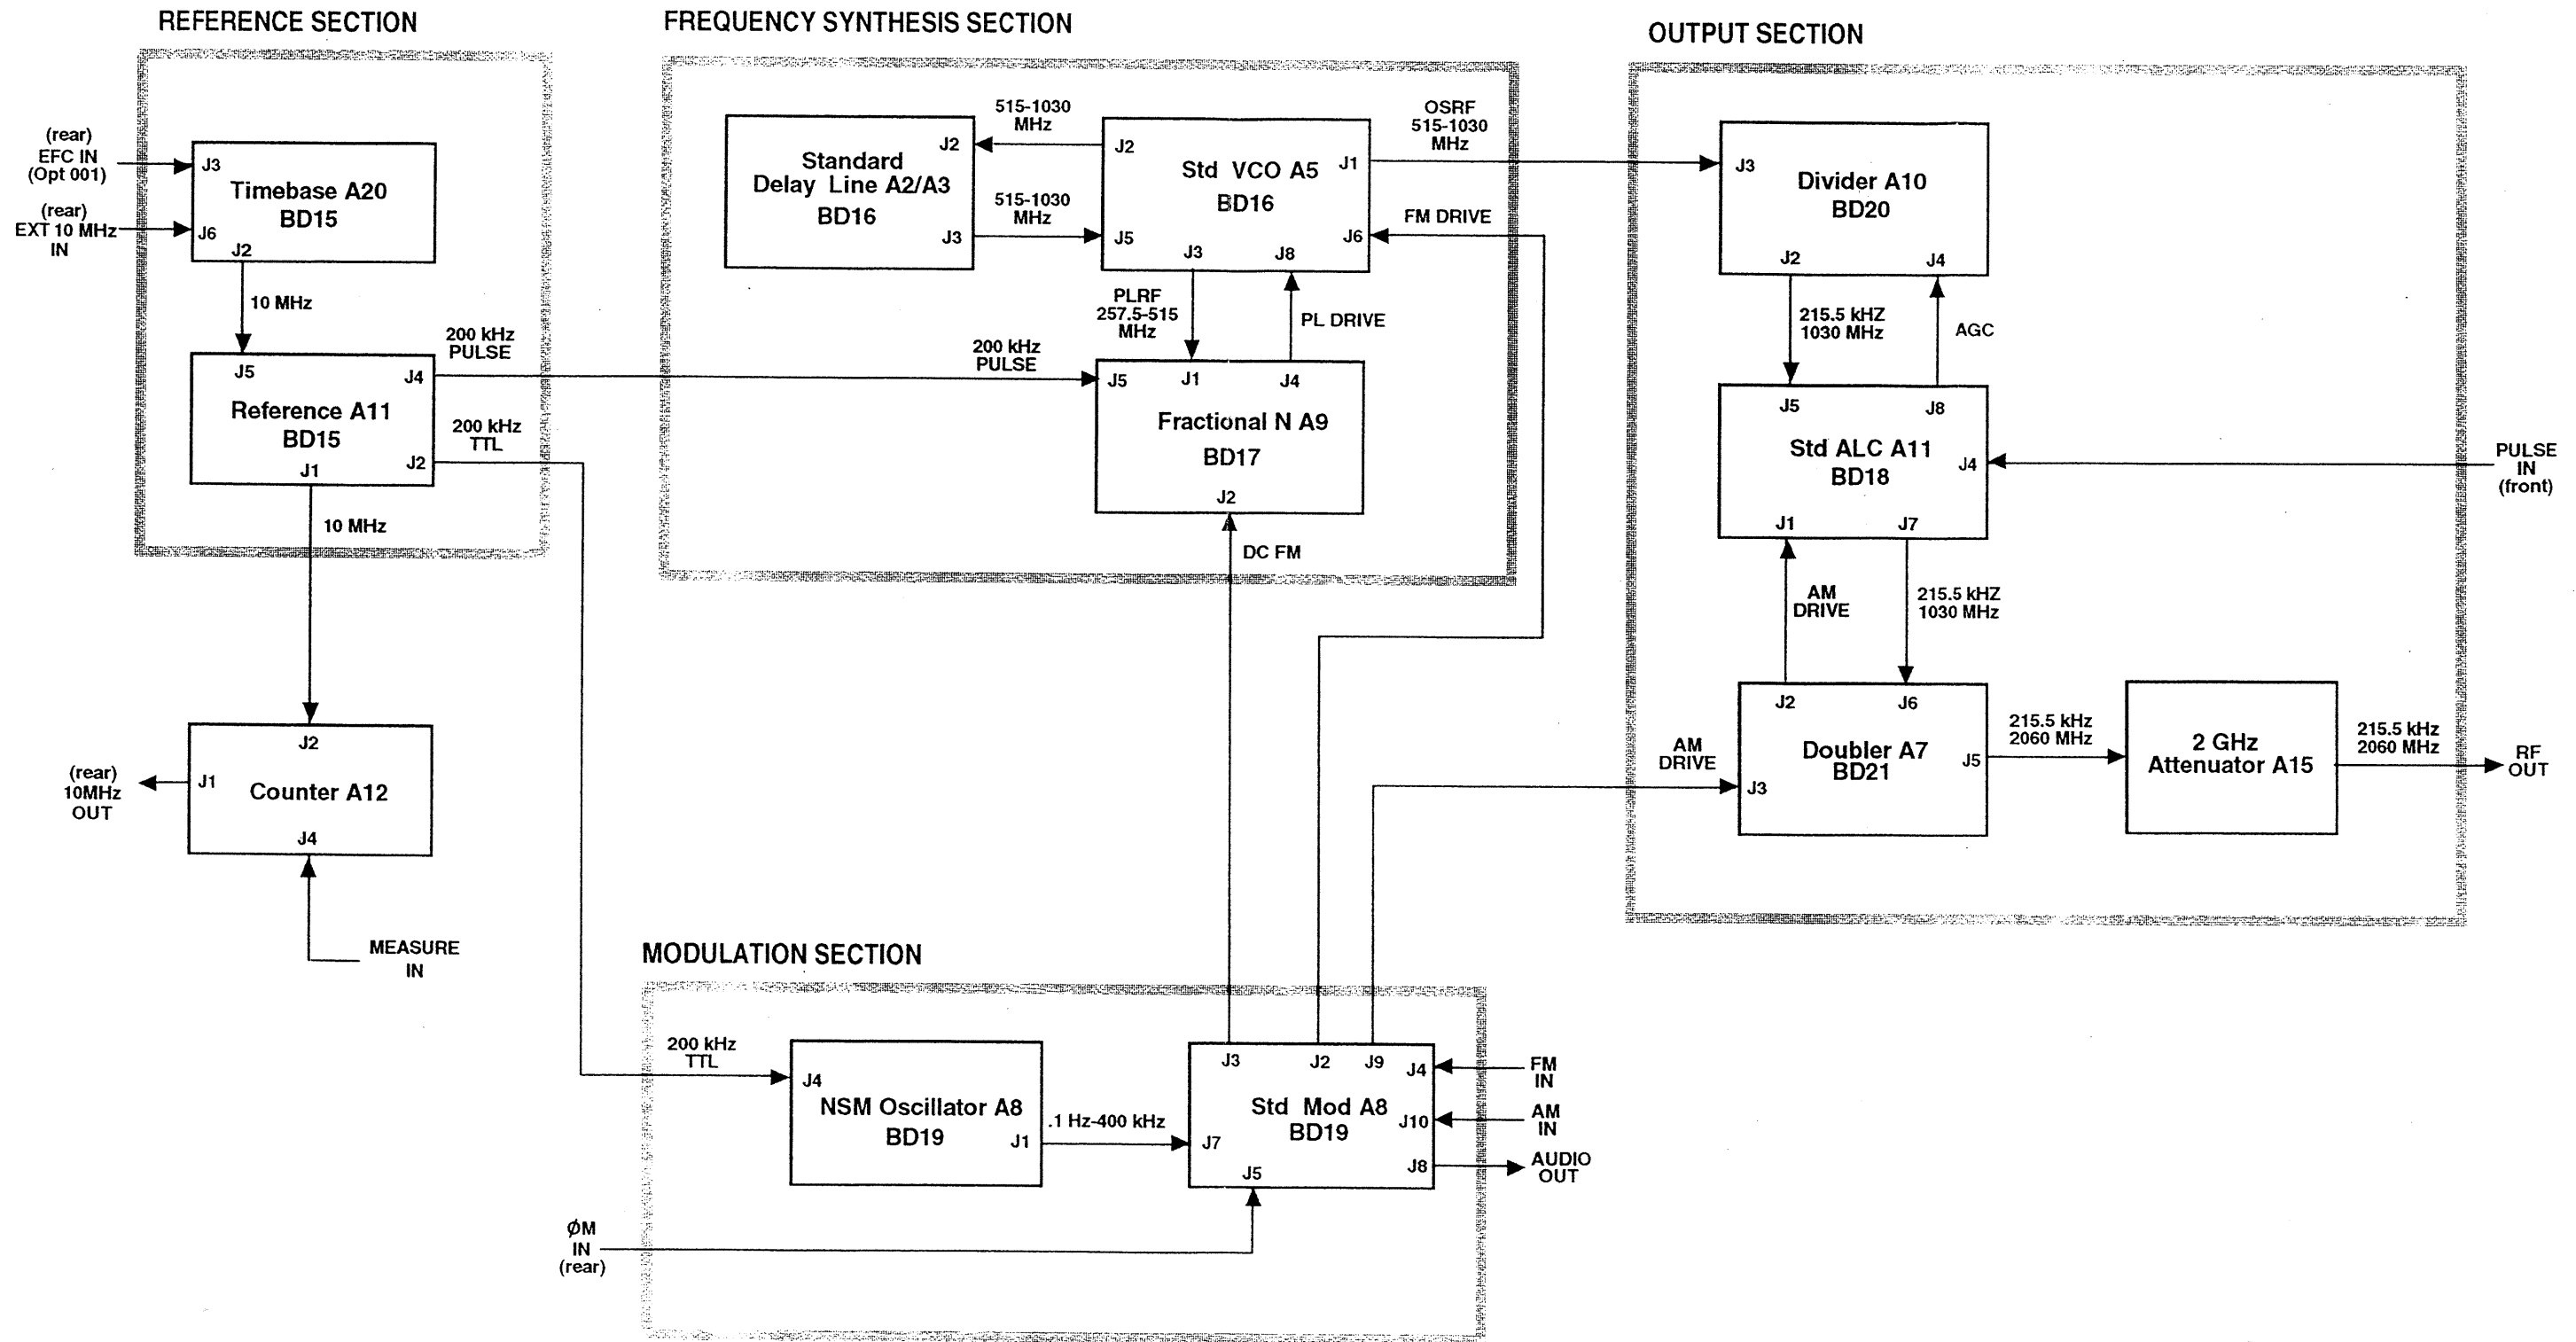 REFERENCE SECTION
(rear)
EFC IN
(Opt 001)
(rear)
EXT 10 MHz
IN
J3
Timebase A20
BD15
J6
J2
10 MHz
200 kHz
PULSE
J5
J4
Reference A11
BD15
200 kHz
TTL
J1
J2
10 MHz
J2
(rear)
10MHz
OUT
J1
Counter A12
J4
MEASURE
IN
FREQUENCY SYNTHESIS SECTION
Standard
Delay Line A2/A3
BD16
J2
J3
515-1030
MHz
515-1030
MHz
J2
Std VCO A5
BD16
J1
J5
J3
J8
J6
OSRF
515-1030
MHz
FM DRIVE
PLRF
257.5-515
MHz
PL DRIVE
200 kHz
PULSE
J5
J1
J4
Fractional N A9
BD17
J2
DC FM
OUTPUT SECTION
J3
Divider A10
BD20
J2
J4
215.5 kHZ
1030 MHz
AGC
J5
J8
Std ALC A11
BD18
J4
J1
J7
PULSE
IN
(front)
AM
DRIVE
215.5 kHZ
1030 MHz
AM
DRIVE
J2
J6
Doubler A7
BD21
J5
J3
215.5 kHz
2060 MHz
2 GHz
Attenuator A15
215.5 kHz
2060 MHz
RF
OUT
MODULATION SECTION
200 kHz
TTL
J4
NSM Oscillator A8
BD19
J1
.1 Hz-400 kHz
J3
J2
J9
J4
Std Mod A8
BD19
J10
J7
J5
J8
FM
IN
AM
IN
AUDIO
OUT
ØM
IN
(rear)